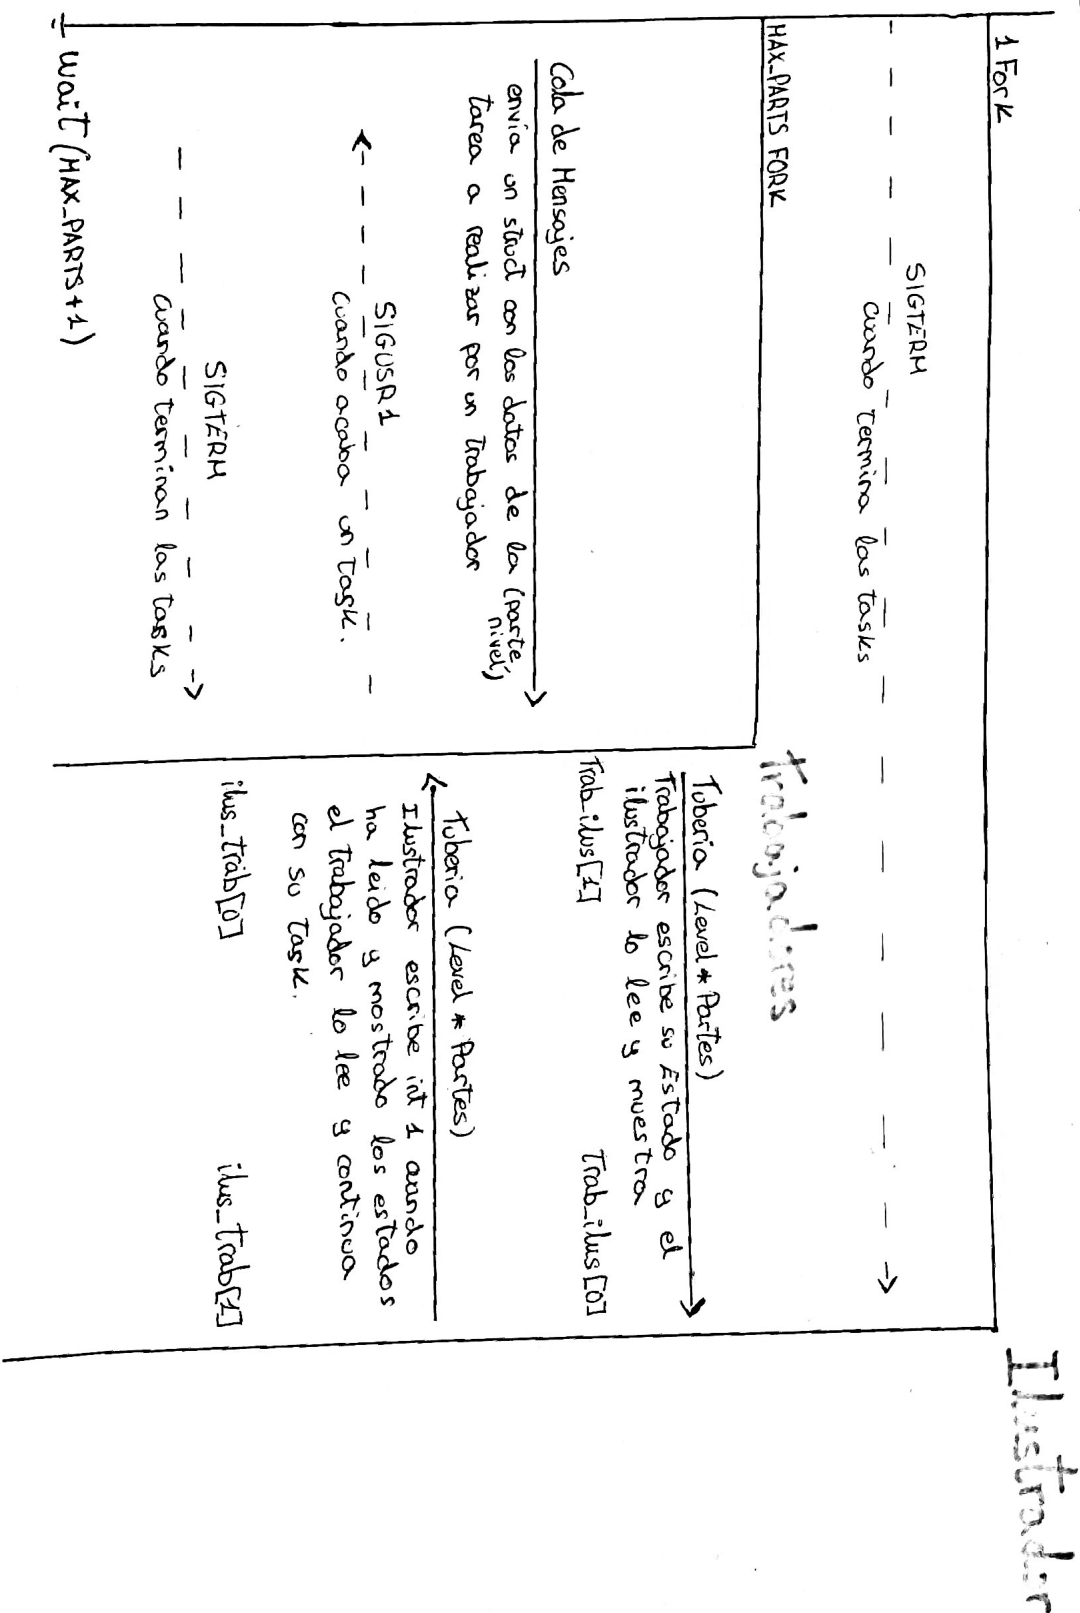 Ilustrador
1 Fork
SIGTERM
cuando termina las tasks
Trabajadores
MAX_PARTS FORK
Cola de Mensajes
envia un struct con los datos de la (parte,
nivel)
tarea a realizar por un trabajador
SIGUSR1
cuando acaba un task.
SIGTERM
cuando terminan las tasks
wait (MAX_PARTS+1)
Tuberia (Level * Partes)
Trabajador escribe su Estado y el
ilustrador lo lee y muestra
Trab_ilus[1]
Trab_ilus[0]
Tuberia (Level * Partes)
Ilustrador escribe int 1 cuando
ha leido y mostrado los estados
el trabajador lo lee y continua
con su task.
ilus_trab[0]
ilus_trab[1]